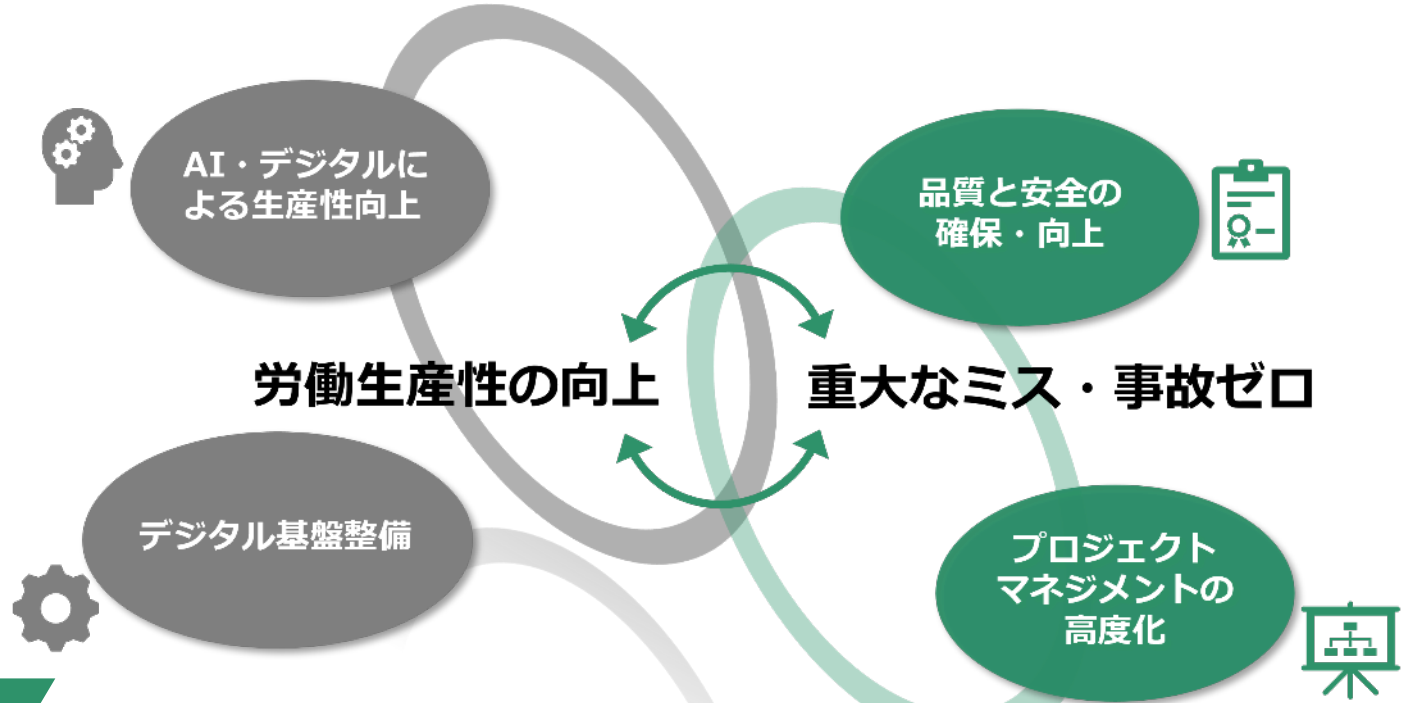 AI・デジタルに
よる生産性向上
品質と安全の
確保・向上
労働生産性の向上
重大なミス・事故ゼロ
デジタル基盤整備
プロジェクト
マネジメントの
高度化